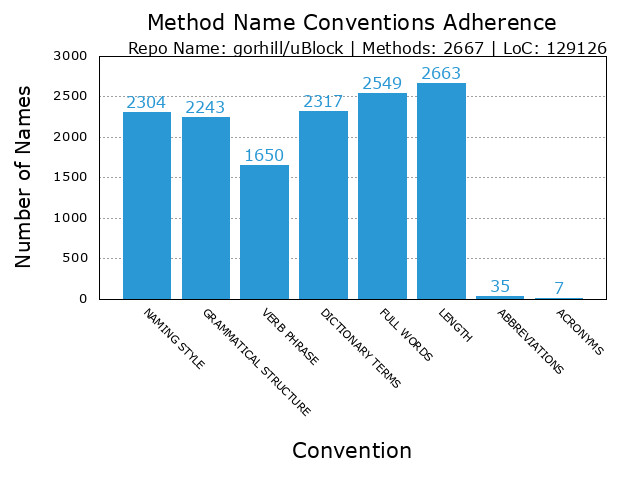 Method Name Conventions Adherence
Repo Name: gorhill/uBlock | Methods: 2667 | LoC: 129126
Number of Names
3000
2500
2000
1500
1000
500
0
2304
2243
1650
2317
2549
2663
35
7
NAMING STYLE
GRAMMATICAL STRUCTURE
VERB PHRASE
DICTIONARY TERMS
FULL WORDS
LENGTH
ABBREVIATIONS
ACRONYMS
Convention